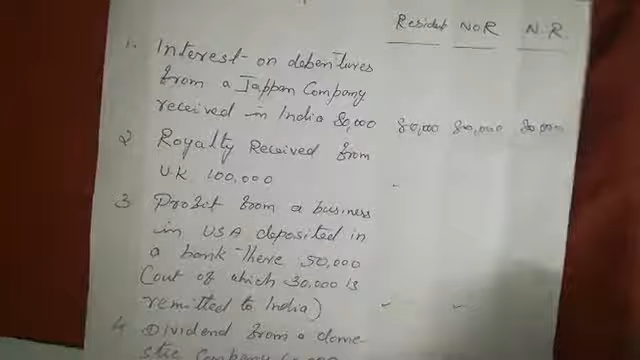 Resident NOR N.R.
1. Interest on debentures
from a Jappan Company
received in India 80,000 80,000 80,000 80,000
2 Royalty Received from
U.K. 100,000
3 Profit from a business
in USA deposited in
a bank There 50,000
(out of which 30,000 is
remitted to India)
4 Dividend from a dome-
stic Company